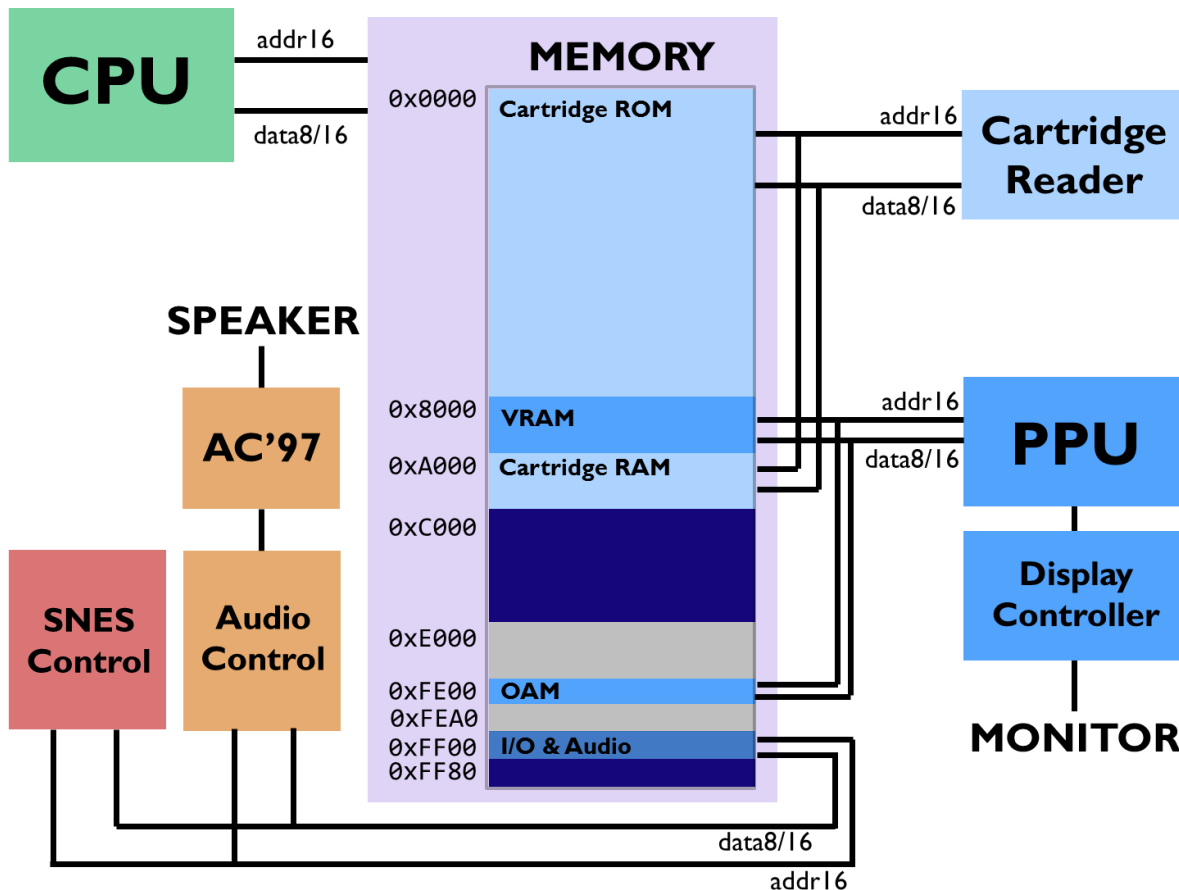 CPU
addr16
data8/16
MEMORY
0x0000
Cartridge ROM
addr16
data8/16
Cartridge
Reader
SPEAKER
AC'97
0x8000
VRAM
0xA000
Cartridge RAM
0xC000
addr16
data8/16
PPU
SNES
Control
Audio
Control
Display
Controller
0xE000
0xFE00
OAM
0xFEA0
0xFF00
I/O & Audio
0xFF80
MONITOR
data8/16
addr16